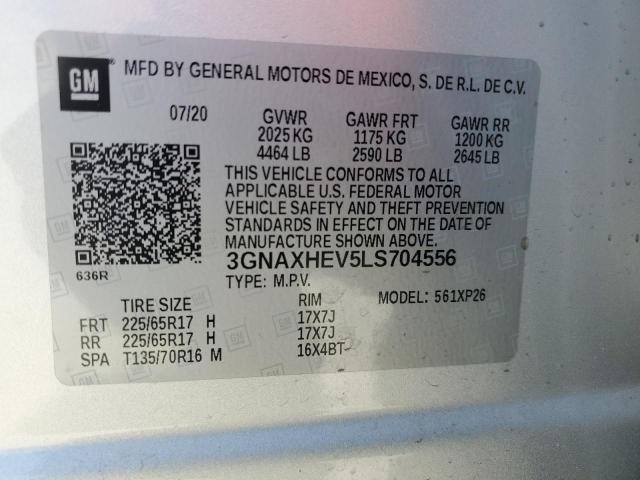 GM MFD BY GENERAL MOTORS DE MEXICO, S. DE R.L. DE C.V.
07/20 GVWR GAWR FRT GAWR RR
2025 KG 1175 KG 1200 KG
4464 LB 2590 LB 2645 LB
THIS VEHICLE CONFORMS TO ALL
APPLICABLE U.S. FEDERAL MOTOR
VEHICLE SAFETY AND THEFT PREVENTION
STANDARDS IN EFFECT ON THE DATE OF
MANUFACTURE SHOWN ABOVE.
3GNAXHEV5LS704556
636R
TYPE: M.P.V. MODEL: 561XP26
TIRE SIZE RIM
FRT 225/65R17 H 17X7J
RR 225/65R17 H 17X7J
SPA T135/70R16 M 16X4BT